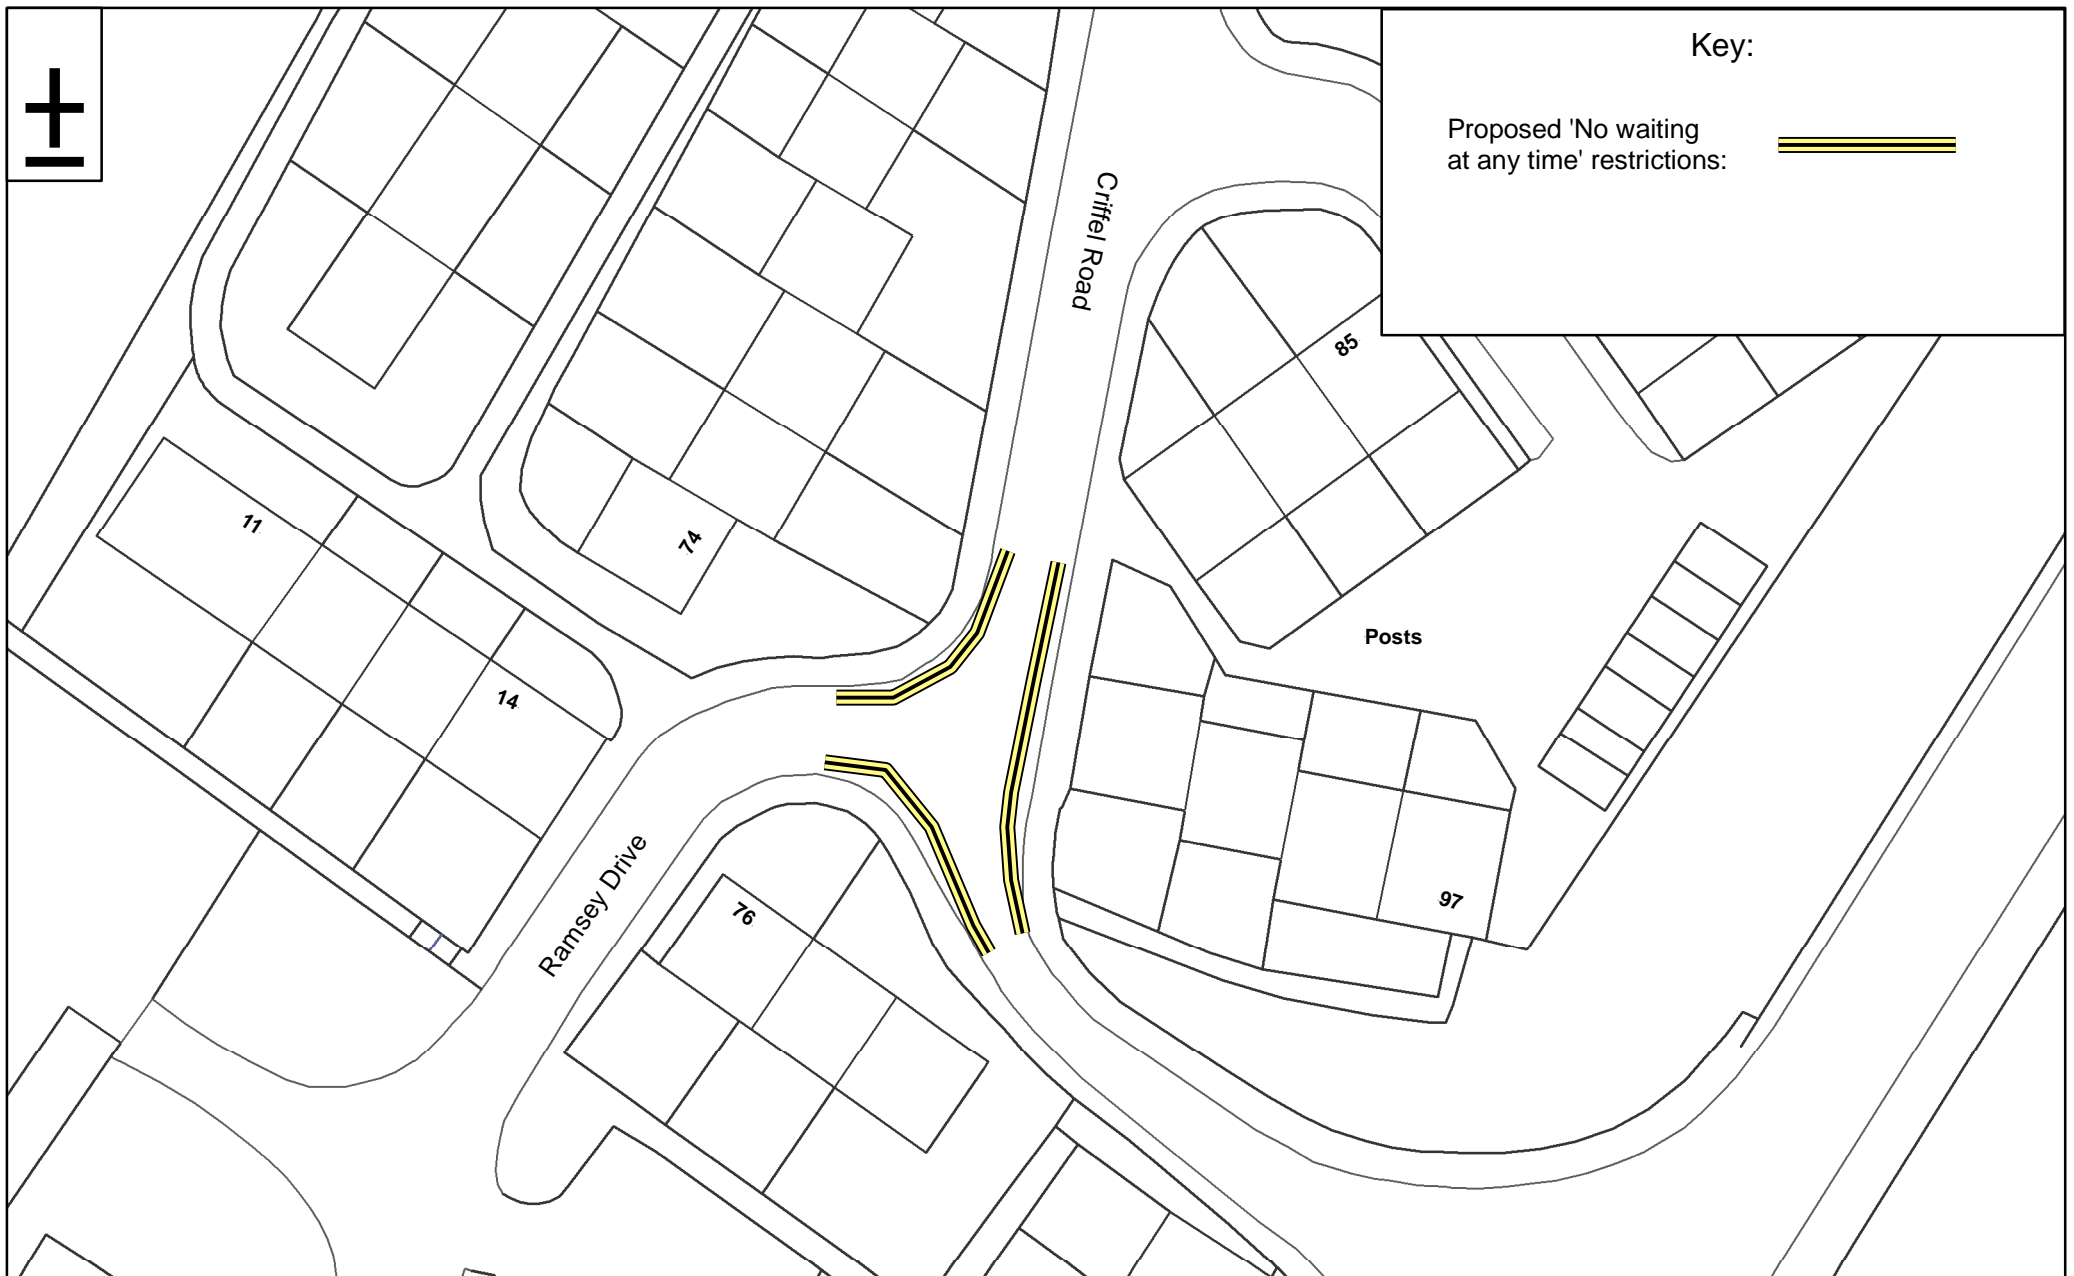 ±
Key:
Proposed 'No waiting
at any time' restrictions:
Criffel Road
85
11
74
Posts
14
97
76
Ramsey Drive